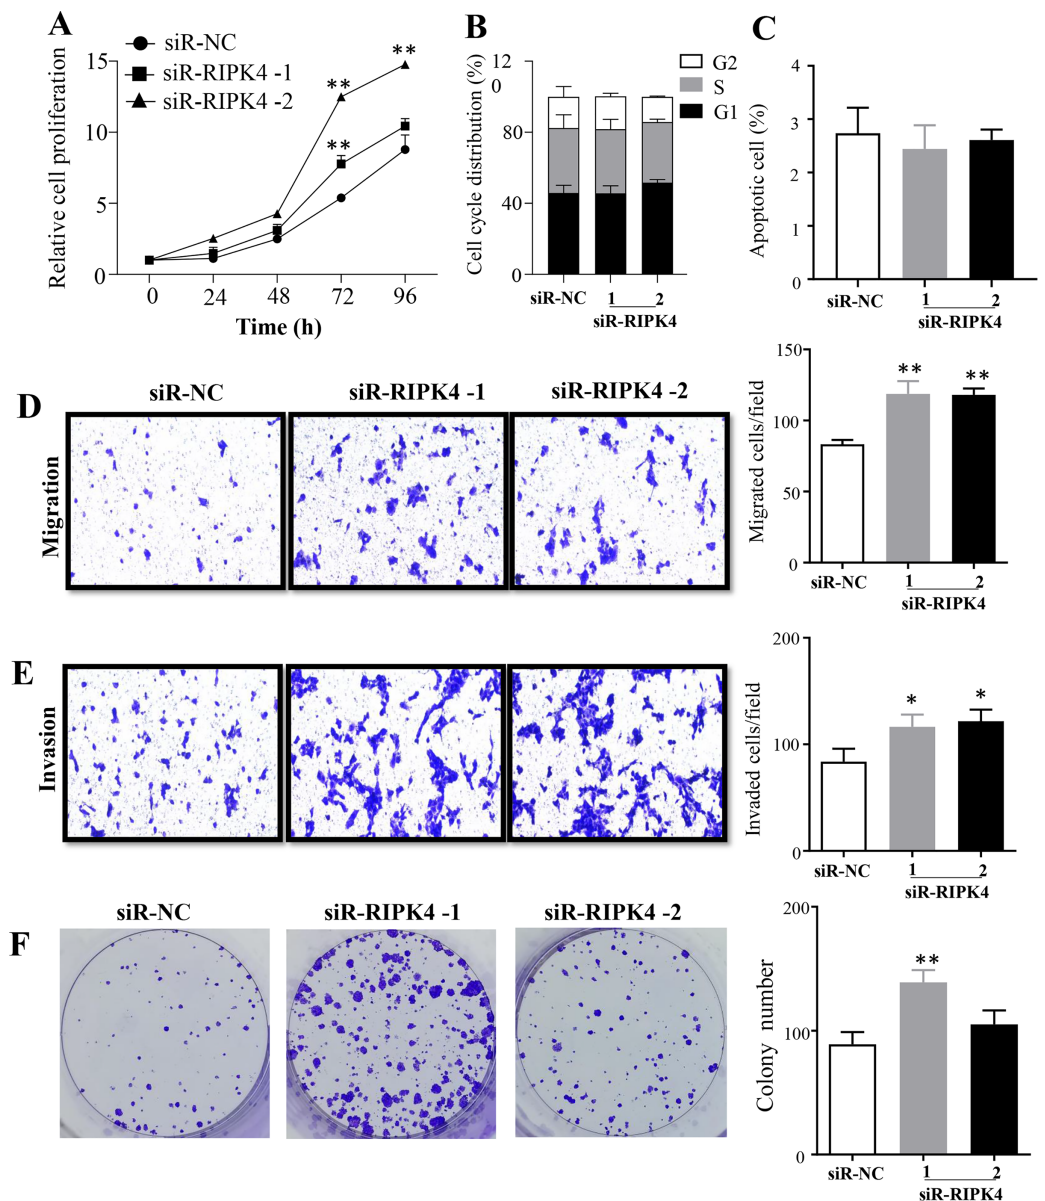 A
siR-NC
siR-RIPK4 -1
siR-RIPK4 -2
Relative cell proliferation
15
10
5
0
**
**
**
0 24 48 72 96
Time (h)
B
Cell cycle distribution (%)
12
0
80
40
0
G2
S
G1
siR-NC 1 2
siR-RIPK4
C
Apoptotic cell (%)
4
3
2
1
0
siR-NC 1 2
siR-RIPK4
D
siR-NC siR-RIPK4 -1 siR-RIPK4 -2
Migration
Migrated cells/field
150
100
50
0
** **
siR-NC 1 2
siR-RIPK4
E
Invasion
Invaded cells/field
200
100
0
* *
siR-NC 1 2
siR-RIPK4
F
siR-NC siR-RIPK4 -1 siR-RIPK4 -2
Colony number
200
100
0
**
siR-NC 1 2
siR-RIPK4